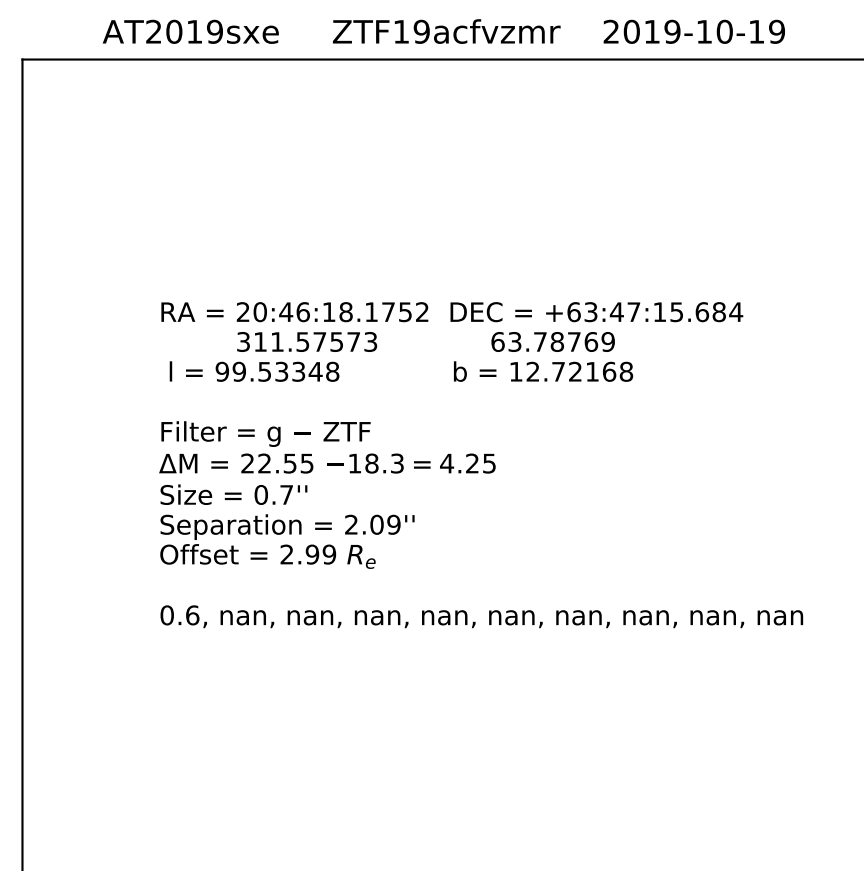 AT2019sxe ZTF19acfvzmr 2019-10-19
RA = 20:46:18.1752 DEC = +63:47:15.684
311.57573 63.78769
l = 99.53348 b = 12.72168
Filter = g − ZTF
ΔM = 22.55 −18.3 = 4.25
Size = 0.7''
Separation = 2.09''
Offset = 2.99 Re
0.6, nan, nan, nan, nan, nan, nan, nan, nan, nan